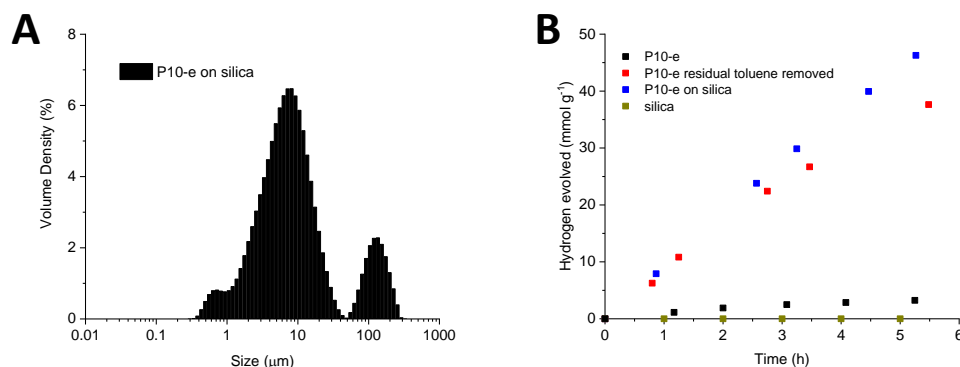 A
P10-e on silica
8
6
4
2
0
Volume Density (%)
0.01 0.1 1 10 100 1000
Size (μm)
B
P10-e
P10-e residual toluene removed
P10-e on silica
silica
50
40
30
20
10
0
Hydrogen evolved (mmol g⁻¹)
0 1 2 3 4 5 6
Time (h)